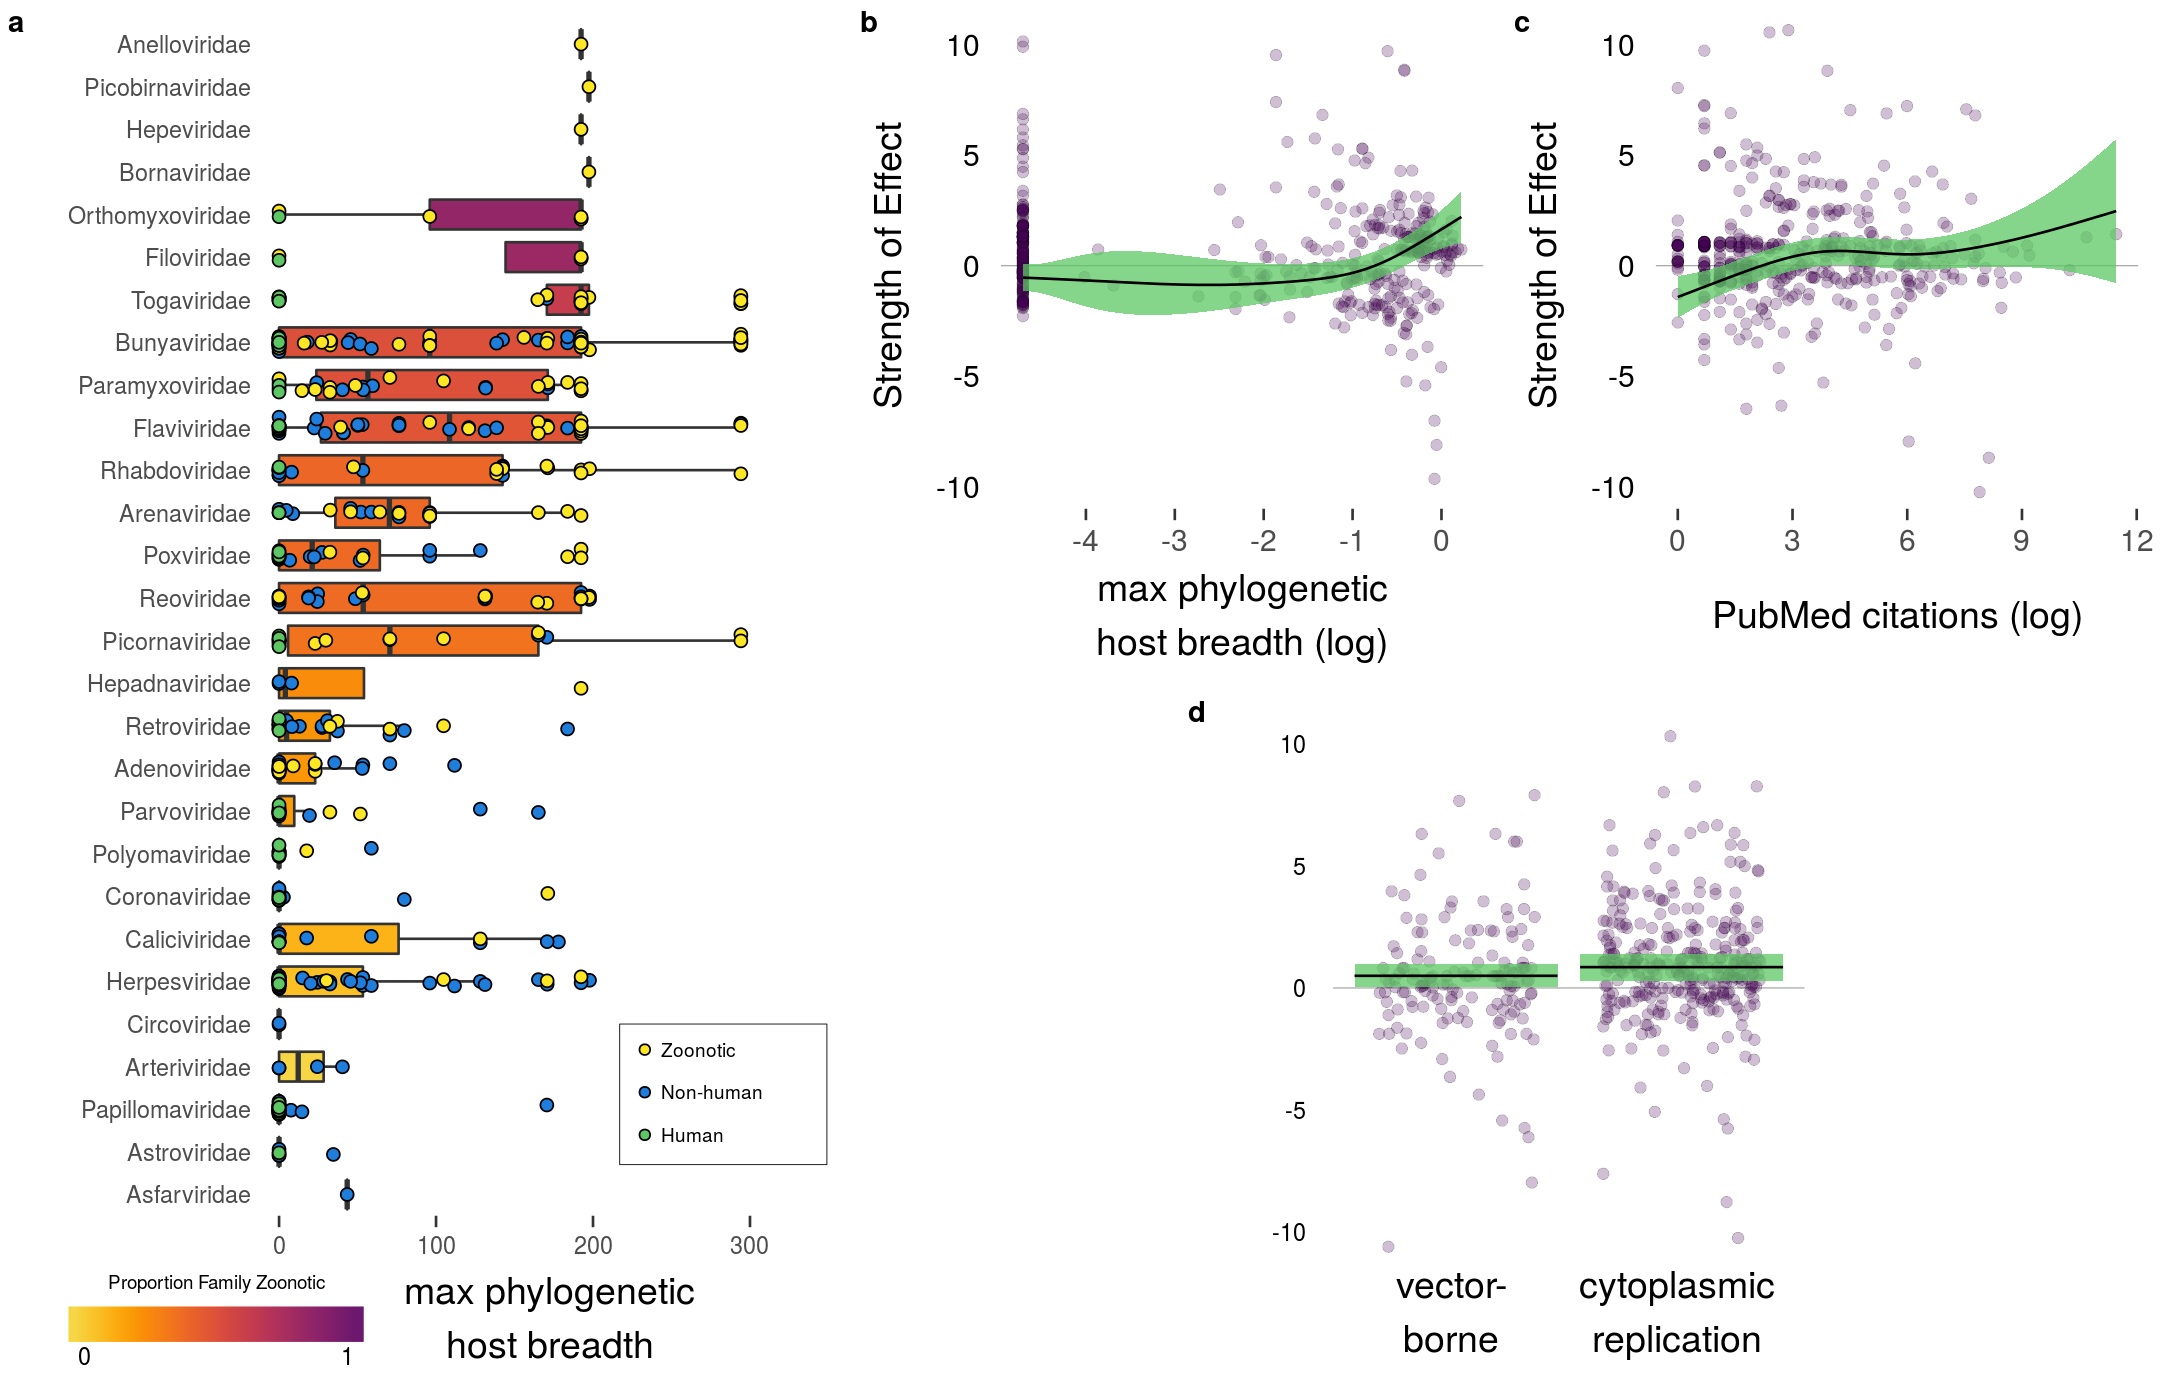 a
Anelloviridae
Picobirnaviridae
Hepeviridae
Bornaviridae
Orthomyxoviridae
Filoviridae
Togaviridae
Bunyaviridae
Paramyxoviridae
Flaviviridae
Rhabdoviridae
Arenaviridae
Poxviridae
Reoviridae
Picornaviridae
Hepadnaviridae
Retroviridae
Adenoviridae
Parvoviridae
Polyomaviridae
Coronaviridae
Caliciviridae
Herpesviridae
Circoviridae
Arteriviridae
Papillomaviridae
Astroviridae
Asfarviridae
0 100 200 300
max phylogenetic
host breadth
Zoonotic
Non-human
Human
Proportion Family Zoonotic
0 1
b
Strength of Effect
10
5
0
-5
-10
-4 -3 -2 -1 0
max phylogenetic
host breadth (log)
c
Strength of Effect
10
5
0
-5
-10
0 3 6 9 12
PubMed citations (log)
d
10
5
0
-5
-10
vector-
borne
cytoplasmic
replication